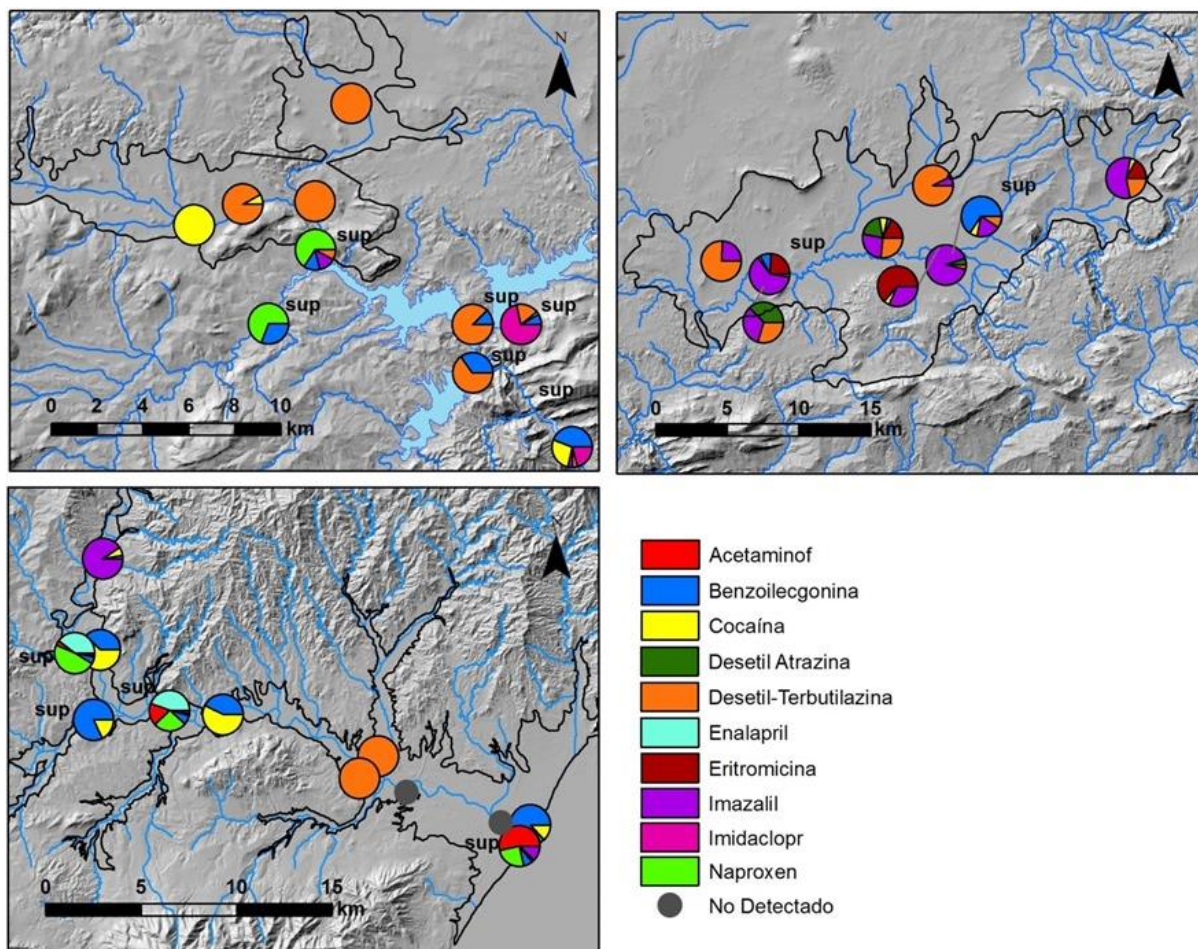 N
sup
sup
sup
sup
sup
sup
0 2 4 6 8 10
km
N
sup
sup
0 5 10 15
km
sup
sup
sup
sup
0 5 10 15
km
Acetaminof
Benzoilecgonina
Cocaína
Desetil Atrazina
Desetil-Terbutilazina
Enalapril
Eritromicina
Imazalil
Imidaclopr
Naproxen
No Detectado